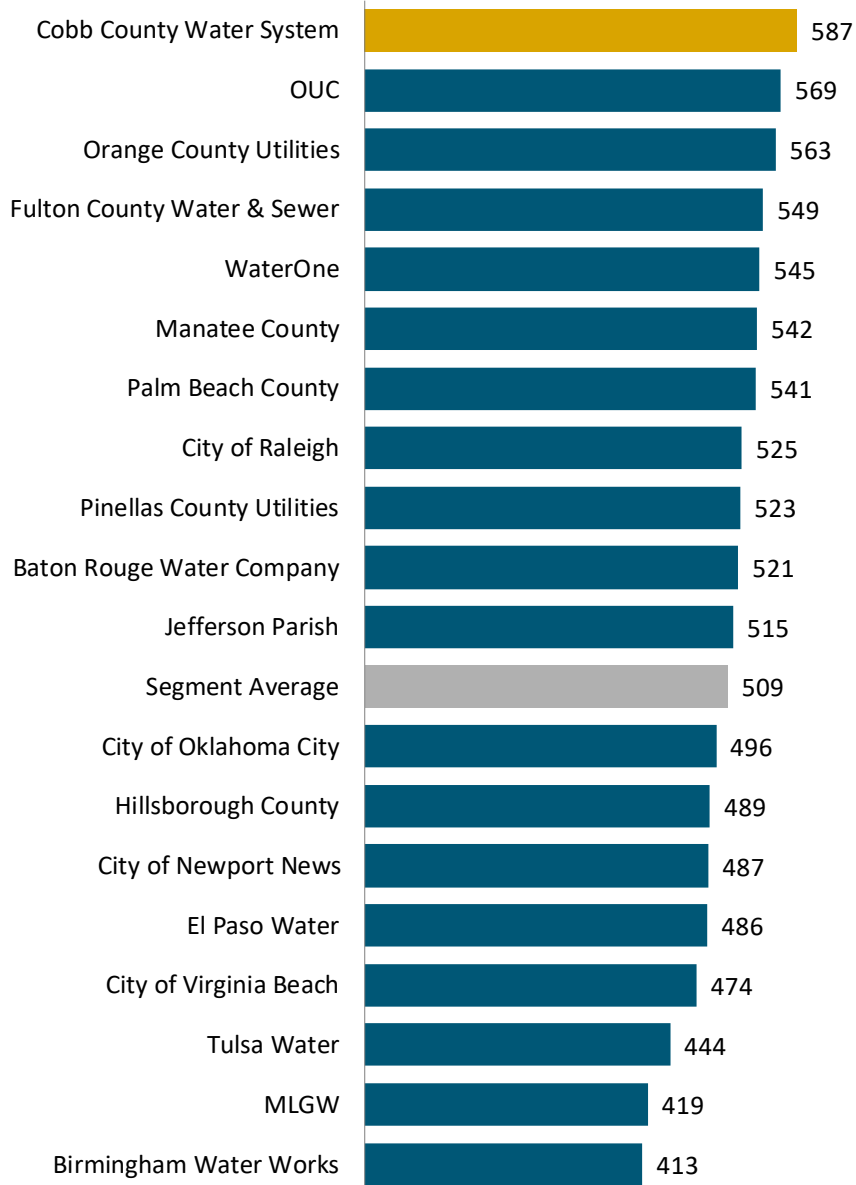 Cobb County Water System 587
OUC 569
Orange County Utilities 563
Fulton County Water & Sewer 549
WaterOne 545
Manatee County 542
Palm Beach County 541
City of Raleigh 525
Pinellas County Utilities 523
Baton Rouge Water Company 521
Jefferson Parish 515
Segment Average 509
City of Oklahoma City 496
Hillsborough County 489
City of Newport News 487
El Paso Water 486
City of Virginia Beach 474
Tulsa Water 444
MLGW 419
Birmingham Water Works 413